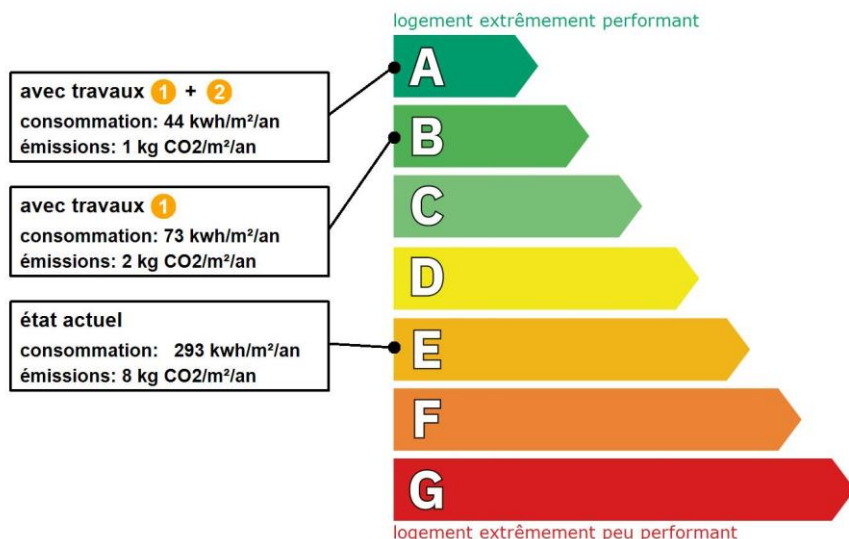 logement extrêmement performant
A
avec travaux 1 + 2
consommation: 44 kwh/m²/an
émissions: 1 kg CO2/m²/an
B
avec travaux 1
consommation: 73 kwh/m²/an
émissions: 2 kg CO2/m²/an
C
D
état actuel
consommation: 293 kwh/m²/an
émissions: 8 kg CO2/m²/an
E
F
G
logement extrêmement peu performant